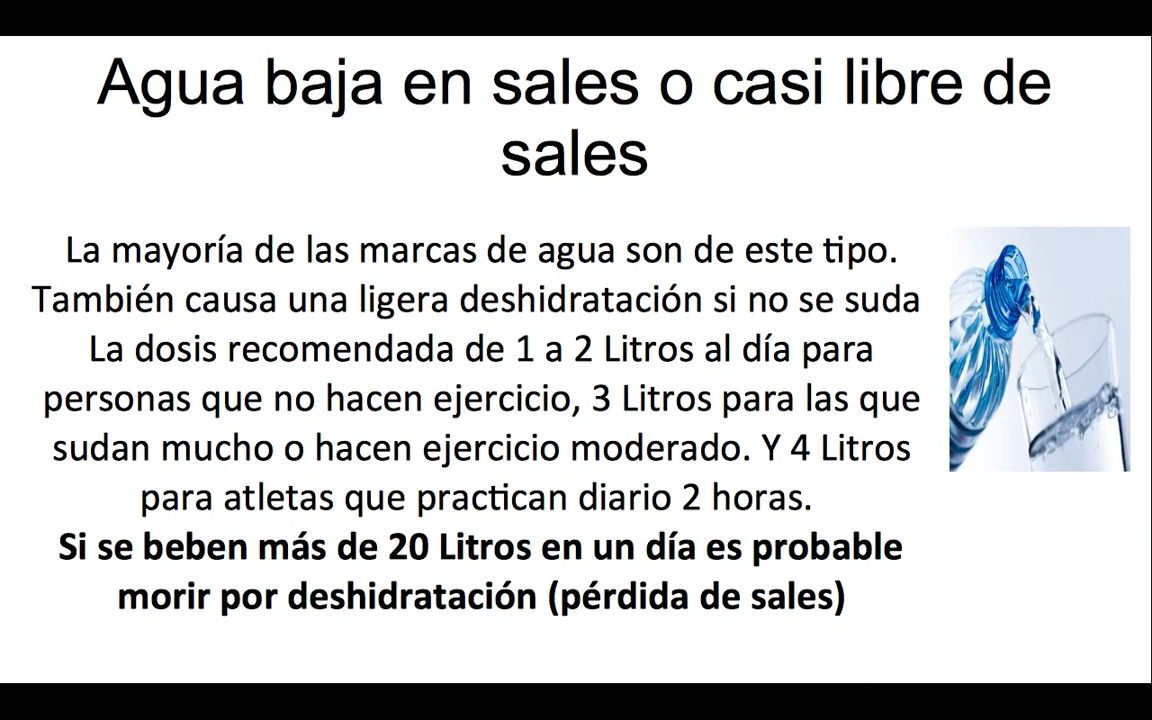 Agua baja en sales o casi libre de
sales
La mayoría de las marcas de agua son de este tipo.
También causa una ligera deshidratación si no se suda
La dosis recomendada de 1 a 2 Litros al día para
personas que no hacen ejercicio, 3 Litros para las que
sudan mucho o hacen ejercicio moderado. Y 4 Litros
para atletas que practican diario 2 horas.
Si se beben más de 20 Litros en un día es probable
morir por deshidratación (pérdida de sales)